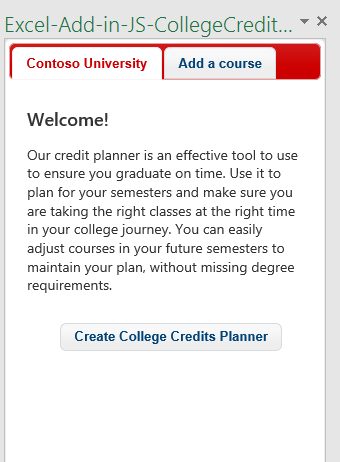 Excel-Add-in-JS-CollegeCredit...
Contoso University
Add a course
Welcome!
Our credit planner is an effective tool to use
to ensure you graduate on time. Use it to
plan for your semesters and make sure you
are taking the right classes at the right time
in your college journey. You can easily
adjust courses in your future semesters to
maintain your plan, without missing degree
requirements.
Create College Credits Planner